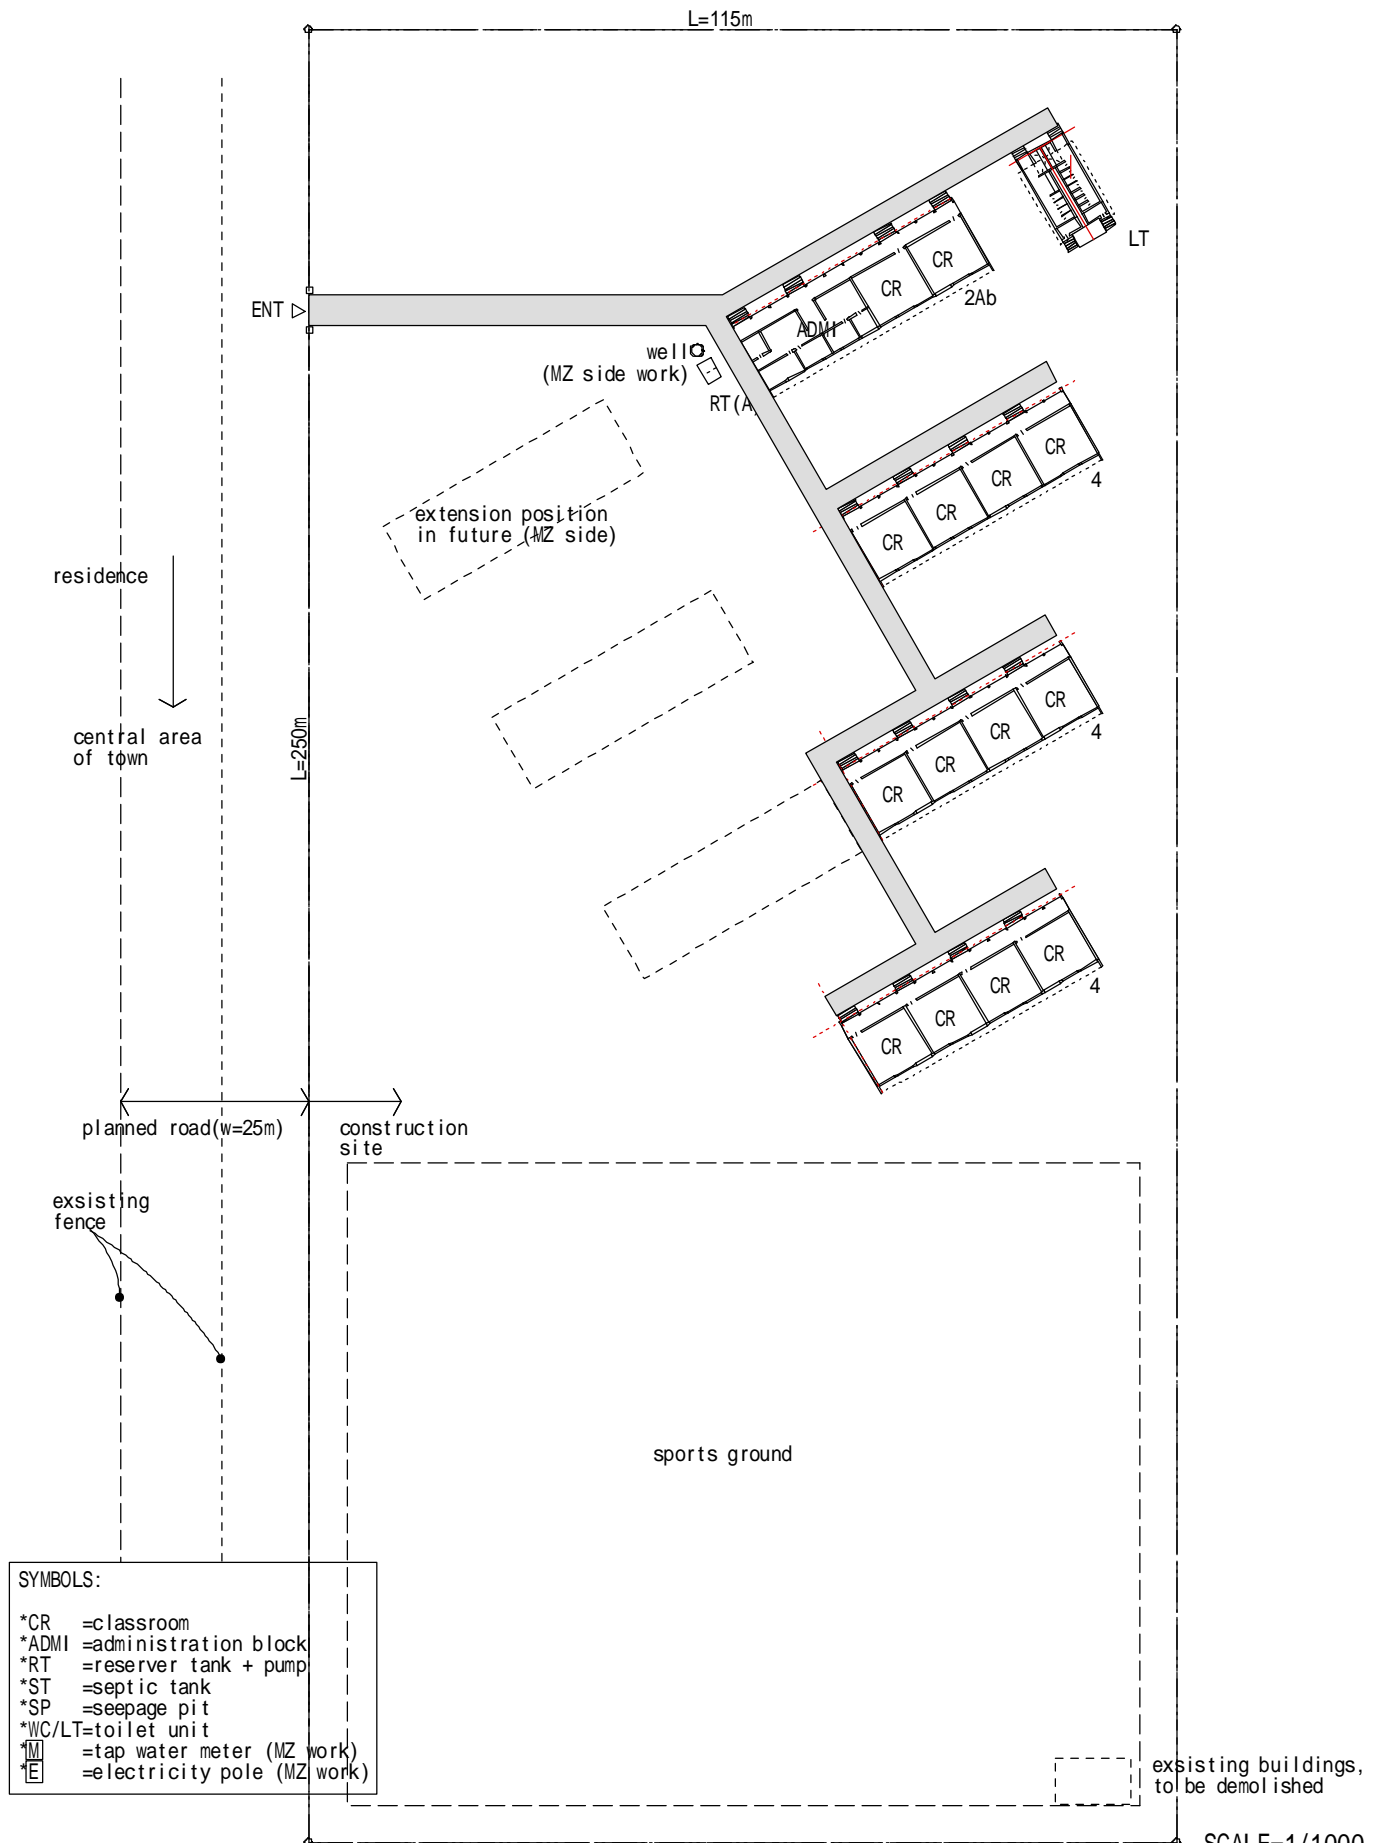 L=115m
LT
CR
CR
2Ab
ENT
ADMI
well
(MZ side work)
RT(A
CR
CR
CR
CR
4
extension position
in future (MZ side)
residence
central area
of town
L=250m
CR
CR
CR
CR
4
CR
CR
CR
CR
4
planned road(w=25m)
construction
site
exsisting
fence
sports ground
SYMBOLS:
*CR =classroom
*ADMI =administration block
*RT =reserver tank + pump
*ST =septic tank
*SP =seepage pit
*WC/LT=toilet unit
*M =tap water meter (MZ work)
*E =electricity pole (MZ work)
exsisting buildings,
to be demolished
SCALE=1/1000